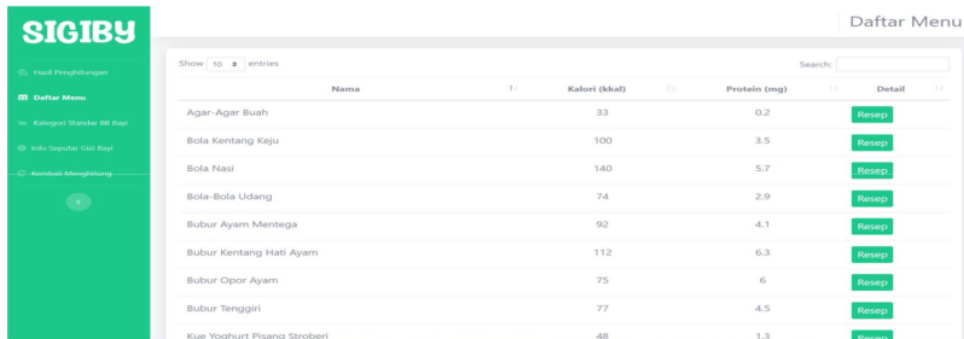 SIGIBY
Hasil Penghitungan
Daftar Menu
Kategori Standar BB Bayi
Info Seputar Gizi Bayi
Kembali Menghitung
Daftar Menu
Show 10 entries
Search:
Nama Kalori (kkal) Protein (mg) Detail
Agar-Agar Buah 33 0.2 Resep
Bola Kentang Keju 100 3.5 Resep
Bola Nasi 140 5.7 Resep
Bola-Bola Udang 74 2.9 Resep
Bubur Ayam Mentega 92 4.1 Resep
Bubur Kentang Hati Ayam 112 6.3 Resep
Bubur Opor Ayam 75 6 Resep
Bubur Tenggiri 77 4.5 Resep
Kue Yoghurt Pisang Stroberi 48 1.3 Resep